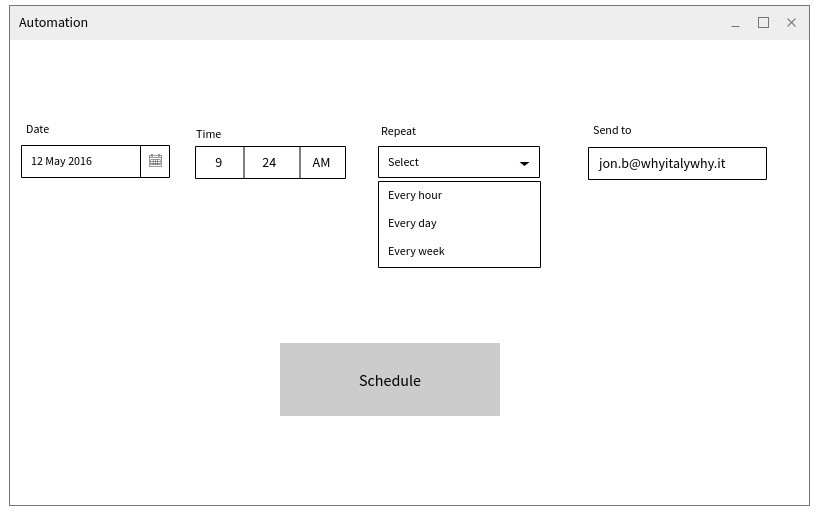 Automation
Date
Time
Repeat
Send to
12 May 2016
9
24
AM
Select
jon.b@whyitalywhy.it
Every hour
Every day
Every week
Schedule